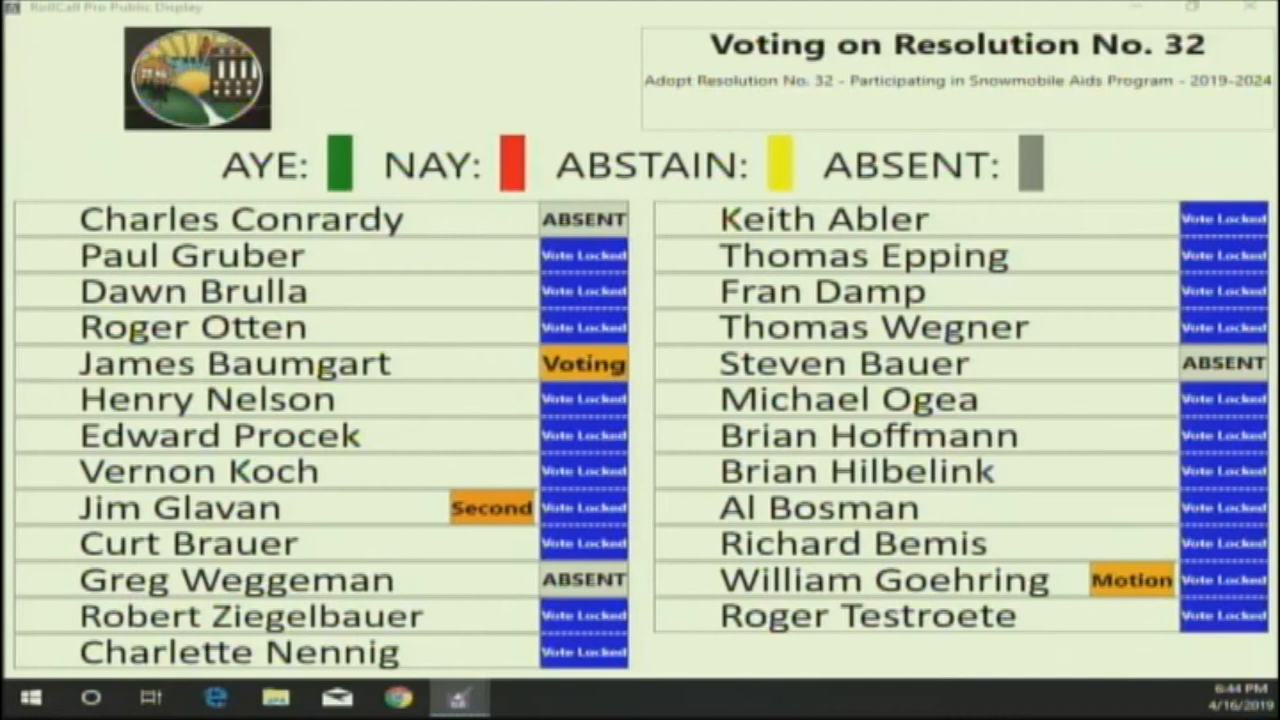 RollCall Pro Public Display
Voting on Resolution No. 32
Adopt Resolution No. 32 - Participating in Snowmobile Aids Program - 2019-2024
AYE: NAY: ABSTAIN: ABSENT:
Charles Conrardy ABSENT
Paul Gruber Vote Locked
Dawn Brulla Vote Locked
Roger Otten Vote Locked
James Baumgart Voting
Henry Nelson Vote Locked
Edward Procek Vote Locked
Vernon Koch Vote Locked
Jim Glavan Second Vote Locked
Curt Brauer Vote Locked
Greg Weggeman ABSENT
Robert Ziegelbauer Vote Locked
Charlette Nennig Vote Locked
Keith Abler Vote Locked
Thomas Epping Vote Locked
Fran Damp Vote Locked
Thomas Wegner Vote Locked
Steven Bauer ABSENT
Michael Ogea Vote Locked
Brian Hoffmann Vote Locked
Brian Hilbelink Vote Locked
Al Bosman Vote Locked
Richard Bemis Vote Locked
William Goehring Motion Vote Locked
Roger Testroete Vote Locked
6:44 PM
4/16/2019